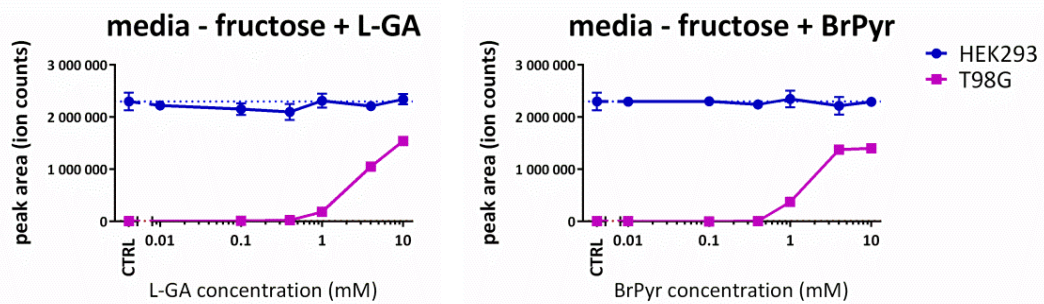 media - fructose + L-GA
3 000 000
2 000 000
1 000 000
0
peak area (ion counts)
CTRL
0.01
0.1
1
10
L-GA concentration (mM)
media - fructose + BrPyr
3 000 000
2 000 000
1 000 000
0
peak area (ion counts)
CTRL
0.01
0.1
1
10
BrPyr concentration (mM)
HEK293
T98G